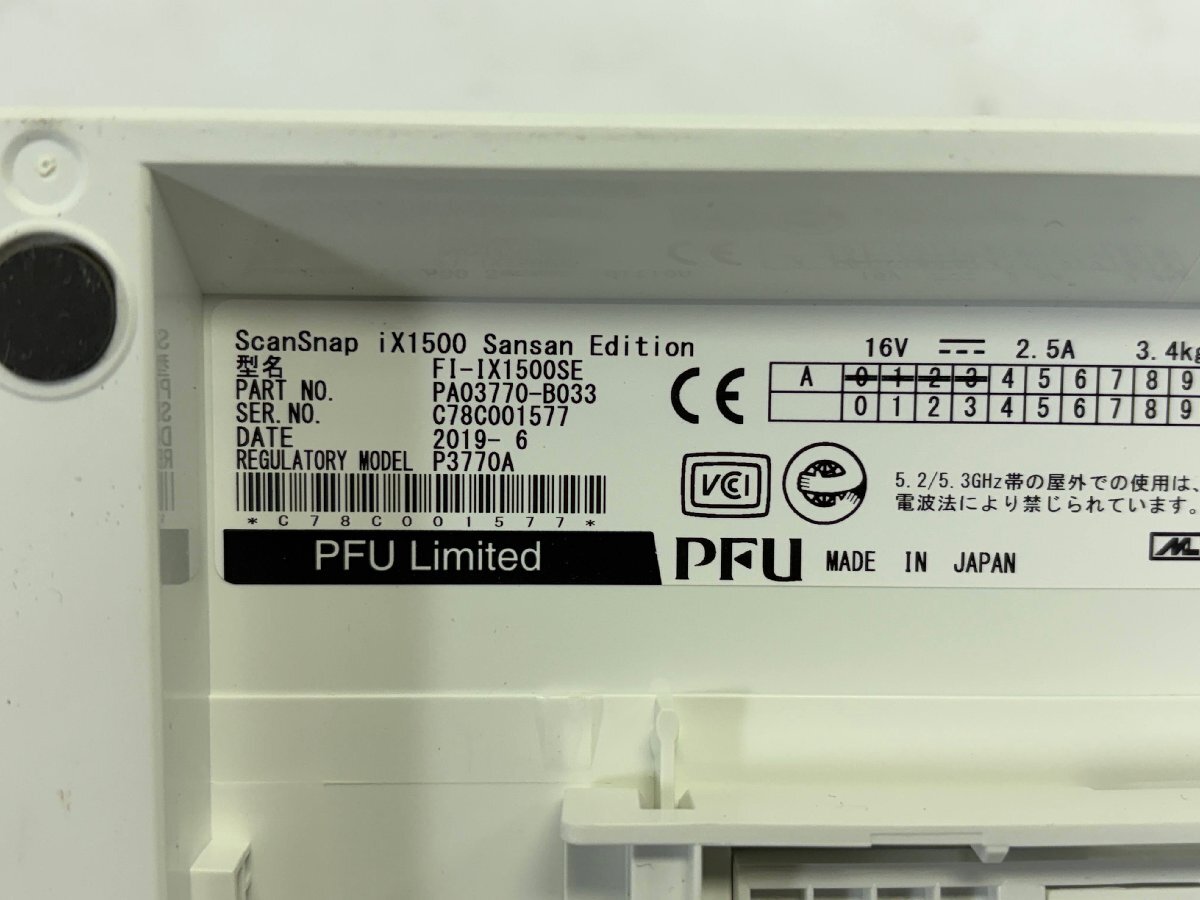 ScanSnap iX1500 Sansan Edition
型名 FI-IX1500SE
PART NO. PA03770-B033
SER.NO. C78C001577
DATE 2019- 6
REGULATORY MODEL P3770A
*C78C001577*
PFU Limited
CE
16V 2.5A 3.4kg
A 0 1 2 3 4 5 6 7 8 9
0 1 2 3 4 5 6 7 8 9
VCCI
5.2/5.3GHz帯の屋外での使用は、
電波法により禁じられています。
PFU MADE IN JAPAN